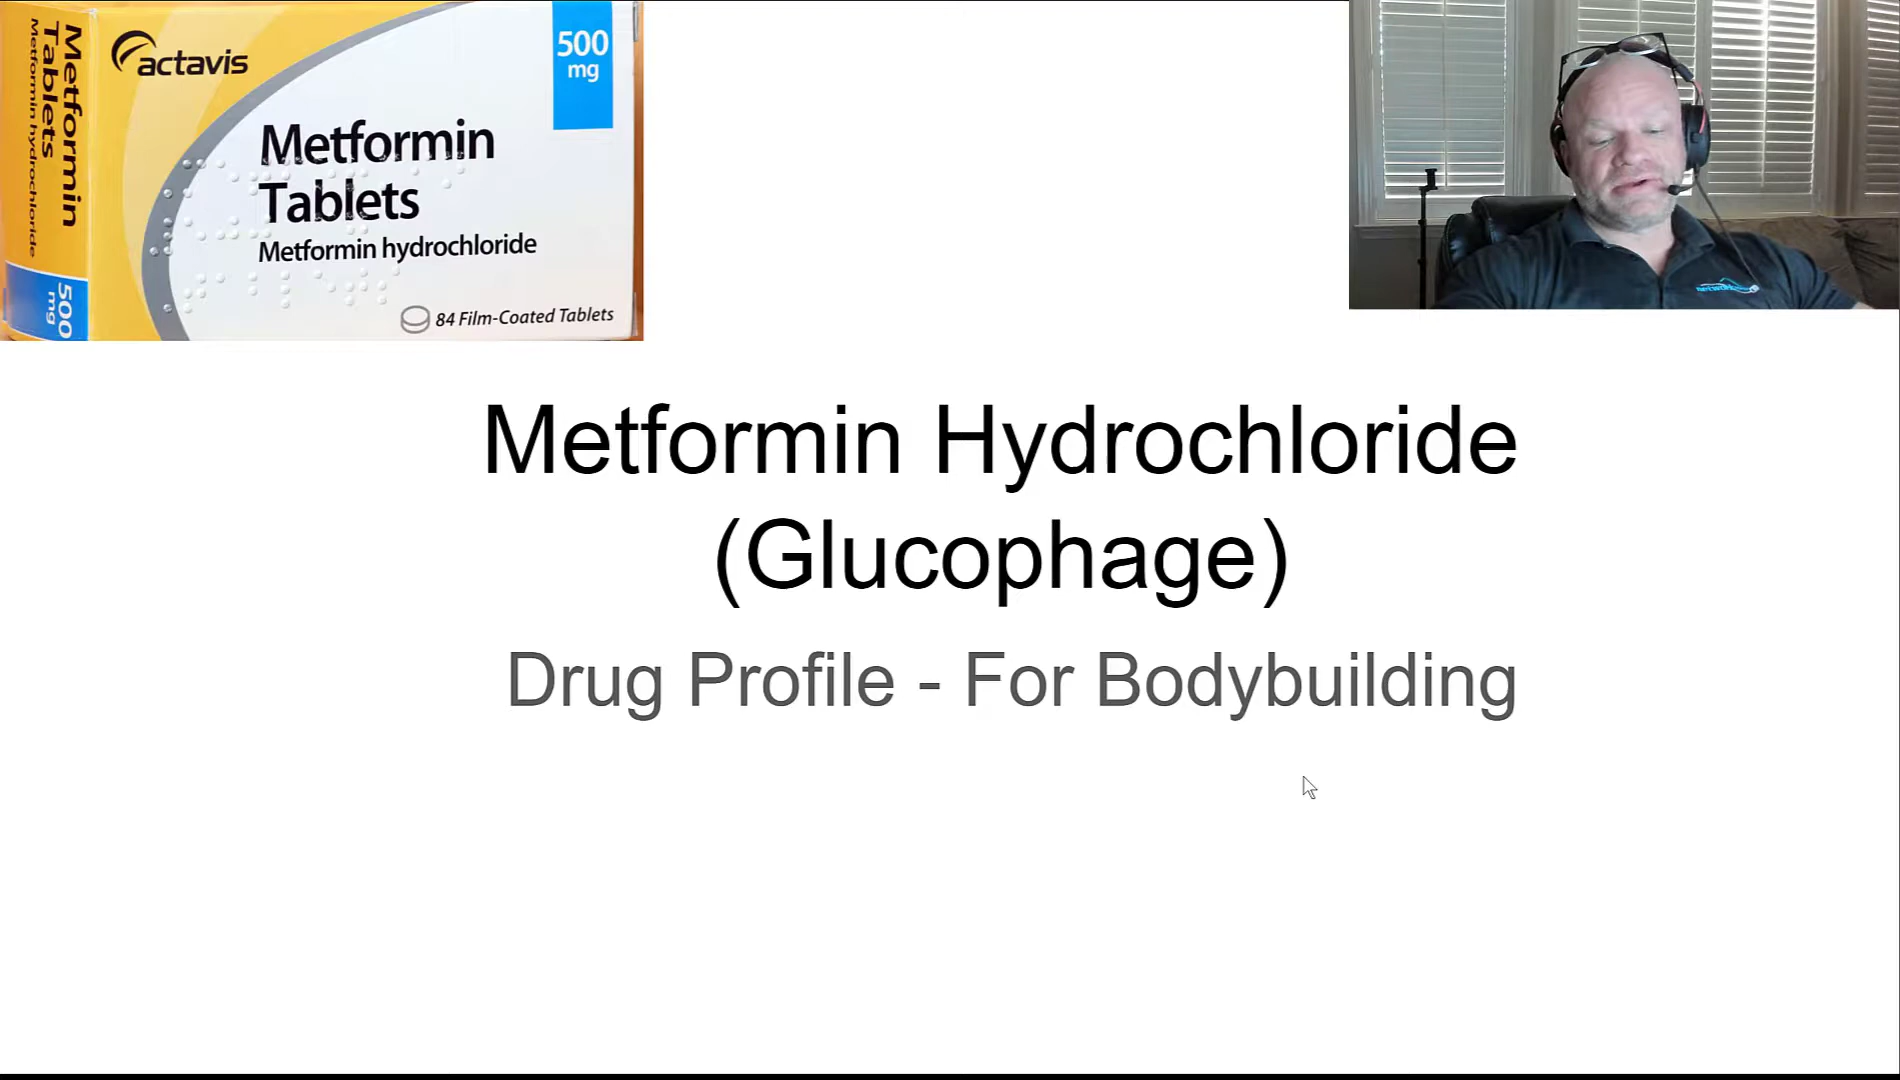 Metformin
Tablets
Metformin hydrochloride
500
mg
actavis
500
mg
Metformin
Tablets
Metformin hydrochloride
84 Film-Coated Tablets
Metformin Hydrochloride
(Glucophage)
Drug Profile - For Bodybuilding